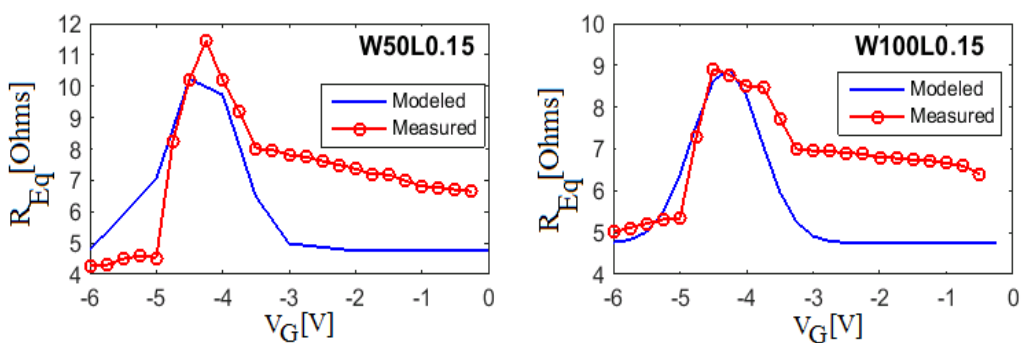 W50L0.15
Modeled
Measured
12
11
10
9
8
7
6
5
4
R_Eq[Ohms]
-6 -5 -4 -3 -2 -1 0
V_G[V]
W100L0.15
Modeled
Measured
10
9
8
7
6
5
4
R_Eq[Ohms]
-6 -5 -4 -3 -2 -1 0
V_G[V]